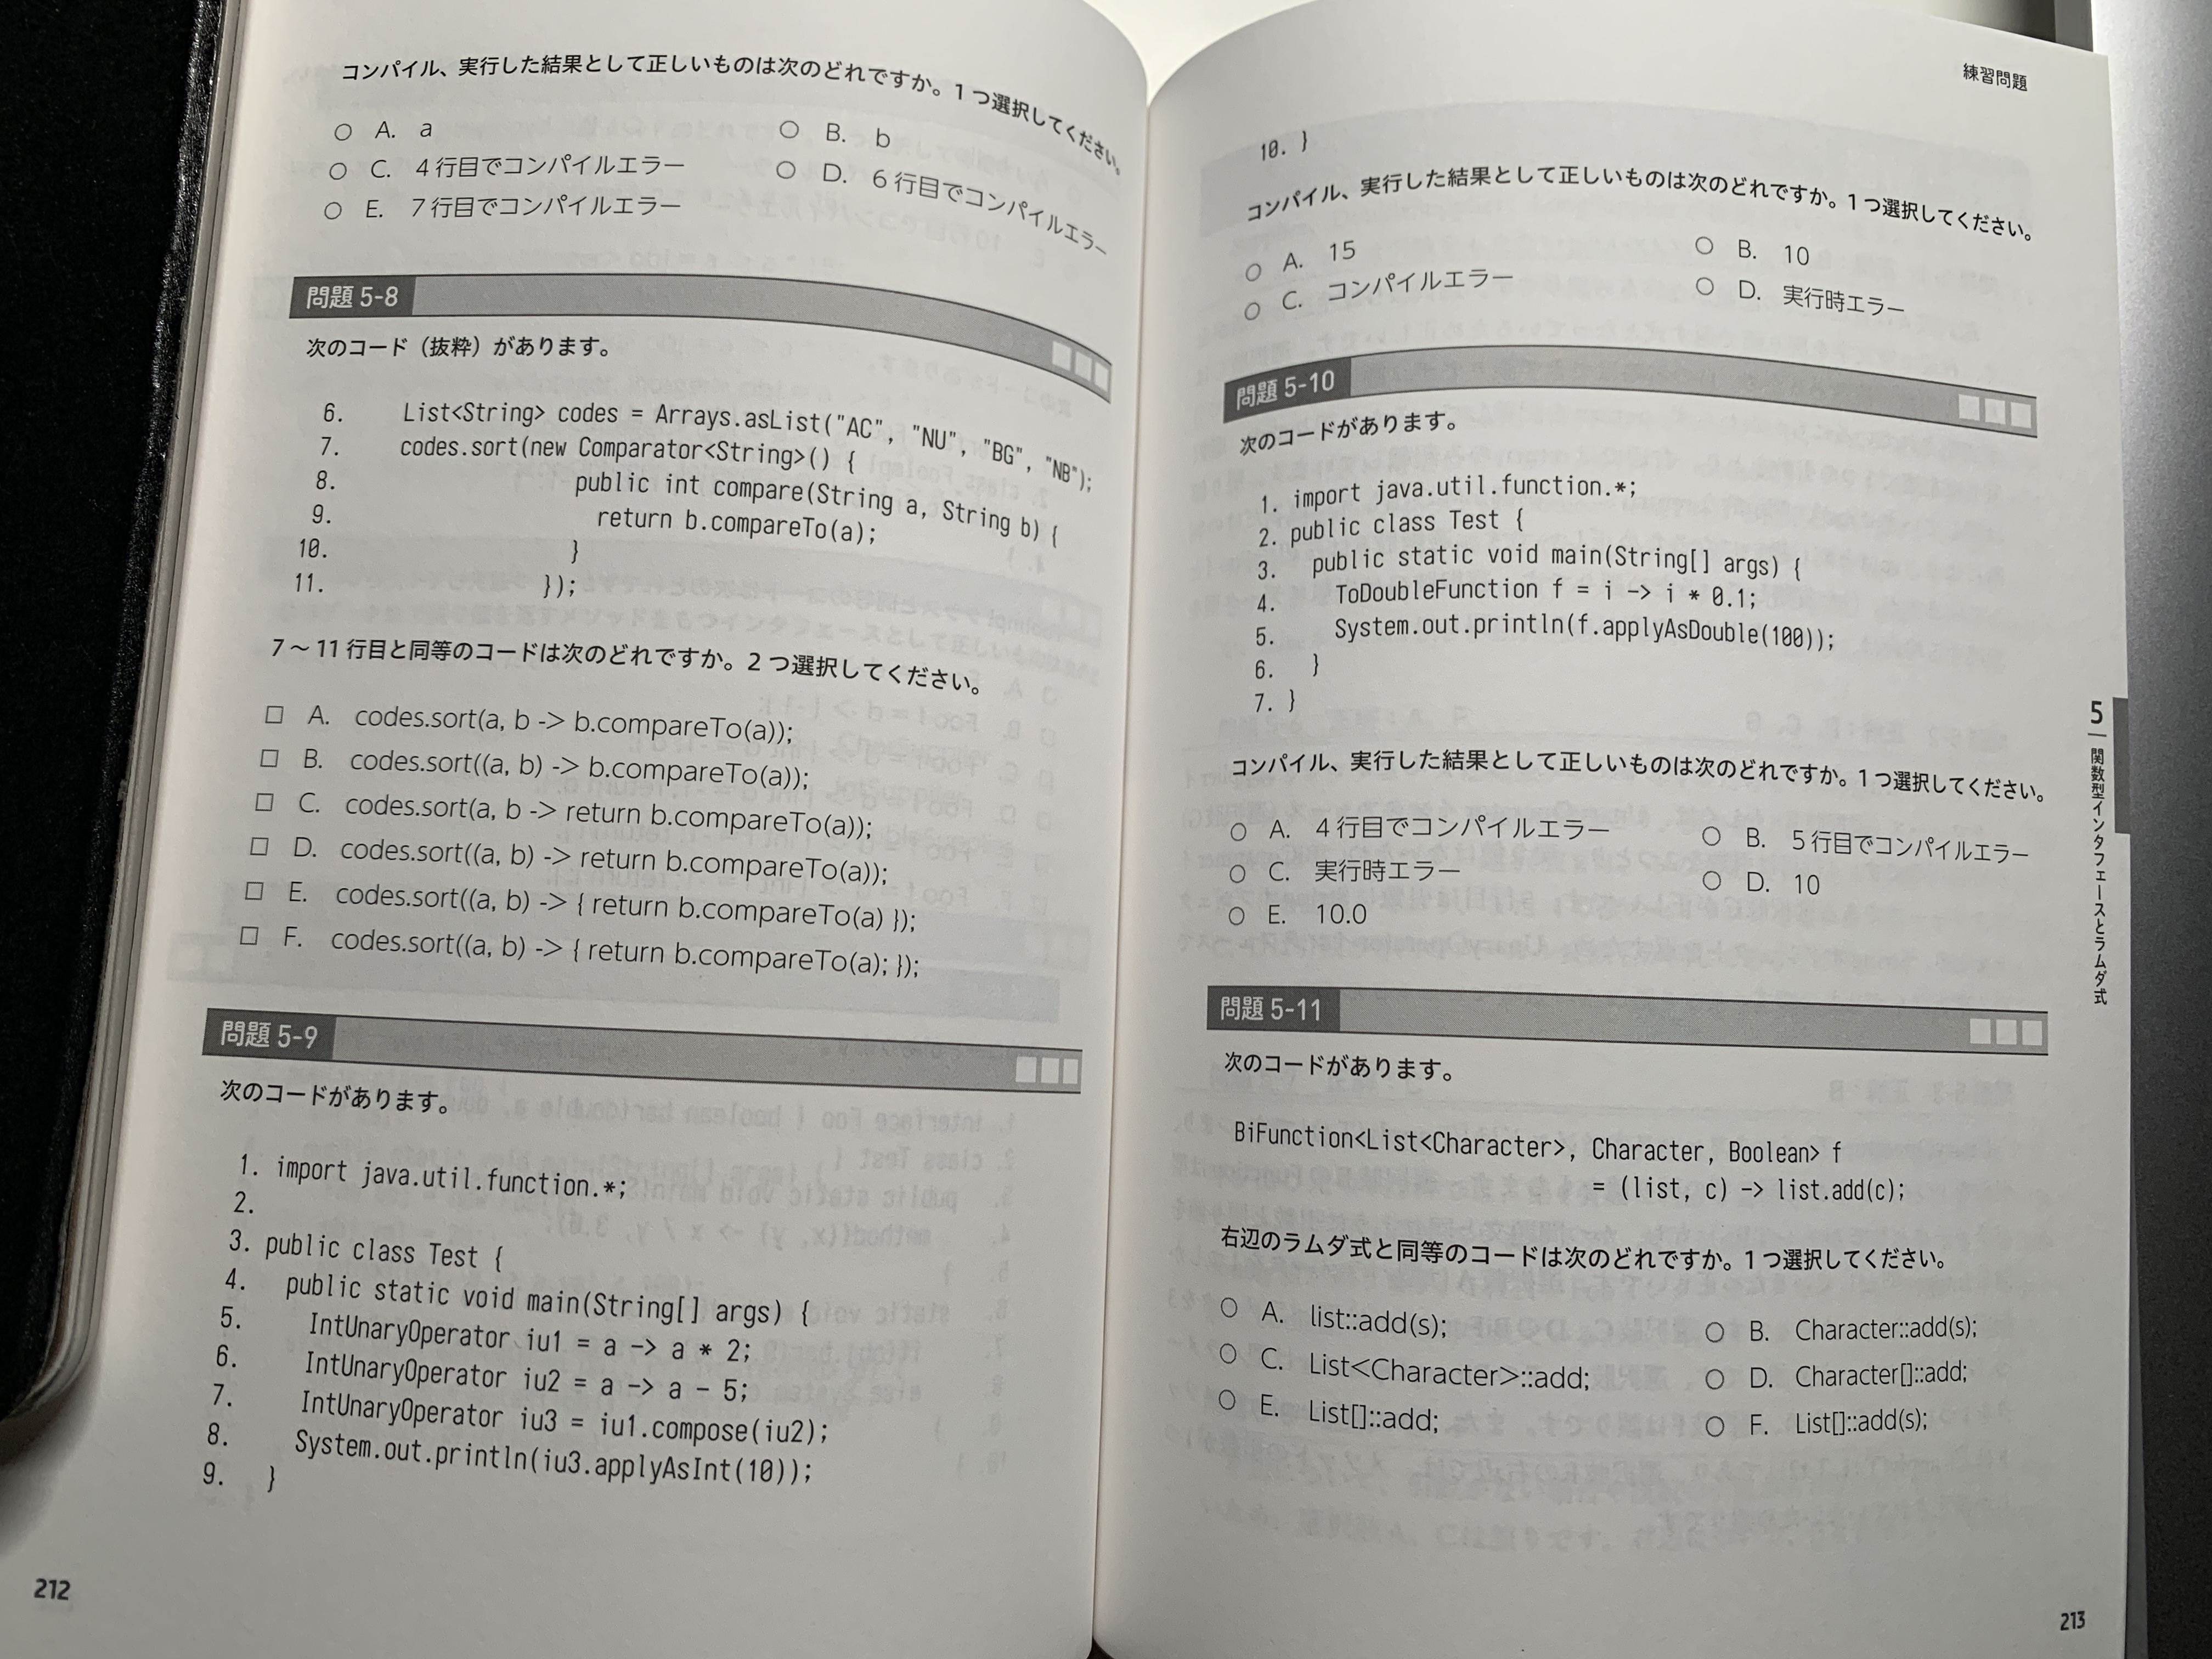 コンパイル、実行した結果として正しいものは次のどれですか。1つ選択してください。
○ A. a
○ B. b
○ C. 4行目でコンパイルエラー
○ D. 6行目でコンパイルエラー
○ E. 7行目でコンパイルエラー
問題 5-8
次のコード（抜粋）があります。
6. List<String> codes = Arrays.asList("AC", "NU", "BG", "NB");
7. codes.sort(new Comparator<String>() {
8. public int compare(String a, String b) {
9. return b.compareTo(a);
10. }
11. });
7～11行目と同等のコードは次のどれですか。2つ選択してください。
□ A. codes.sort(a, b -> b.compareTo(a));
□ B. codes.sort((a, b) -> b.compareTo(a));
□ C. codes.sort(a, b -> return b.compareTo(a));
□ D. codes.sort((a, b) -> return b.compareTo(a));
□ E. codes.sort((a, b) -> { return b.compareTo(a) });
□ F. codes.sort((a, b) -> { return b.compareTo(a); });
問題 5-9
次のコードがあります。
1. import java.util.function.*;
2.
3. public class Test {
4. public static void main(String[] args) {
5. IntUnaryOperator iu1 = a -> a * 2;
6. IntUnaryOperator iu2 = a -> a - 5;
7. IntUnaryOperator iu3 = iu1.compose(iu2);
8. System.out.println(iu3.applyAsInt(10));
9. }
212
練習問題
10. }
コンパイル、実行した結果として正しいものは次のどれですか。1つ選択してください。
○ A. 15
○ B. 10
○ C. コンパイルエラー
○ D. 実行時エラー
問題 5-10
次のコードがあります。
1. import java.util.function.*;
2. public class Test {
3. public static void main(String[] args) {
4. ToDoubleFunction f = i -> i * 0.1;
5. System.out.println(f.applyAsDouble(100));
6. }
7. }
コンパイル、実行した結果として正しいものは次のどれですか。1つ選択してください。
○ A. 4行目でコンパイルエラー
○ B. 5行目でコンパイルエラー
○ C. 実行時エラー
○ D. 10
○ E. 10.0
問題 5-11
次のコードがあります。
BiFunction<List<Character>, Character, Boolean> f
= (list, c) -> list.add(c);
右辺のラムダ式と同等のコードは次のどれですか。1つ選択してください。
○ A. list::add(s);
○ B. Character::add(s);
○ C. List<Character>::add;
○ D. Character[]::add;
○ E. List[]::add;
○ F. List[]::add(s);
5
関数型インタフェースとラムダ式
213